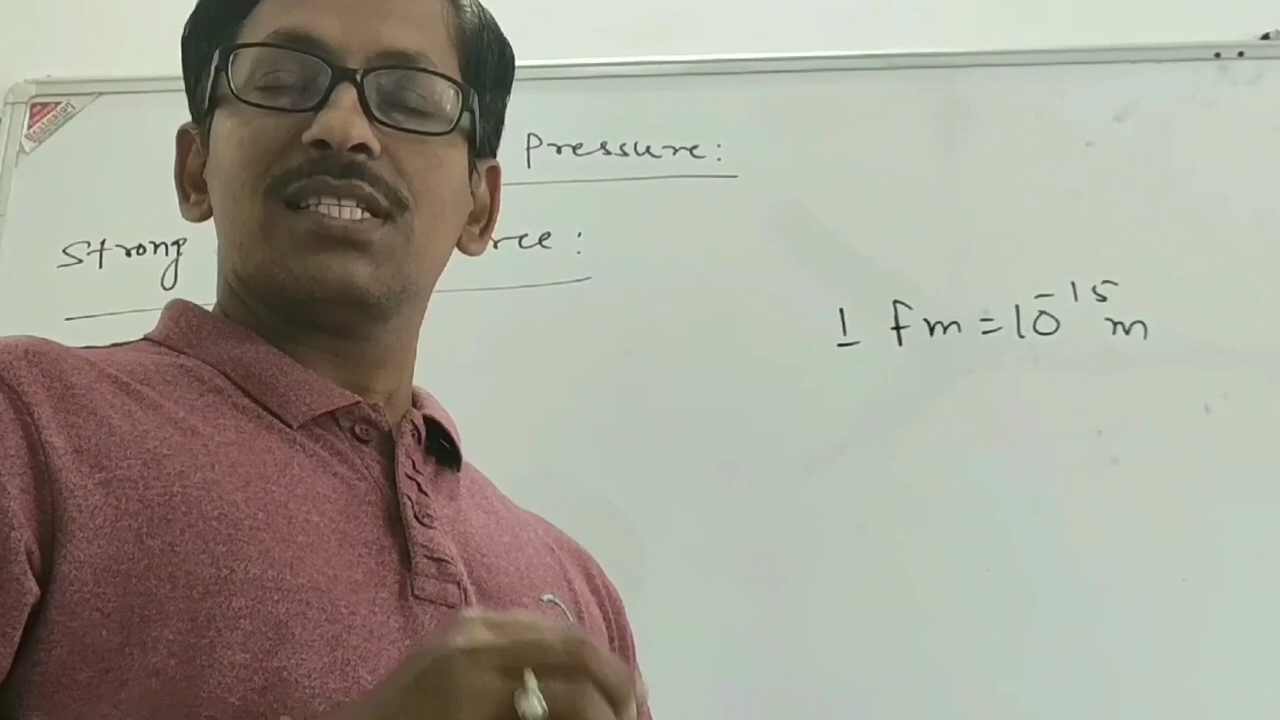 Pressure:
Strong rce:
1 fm = 10⁻¹⁵ m